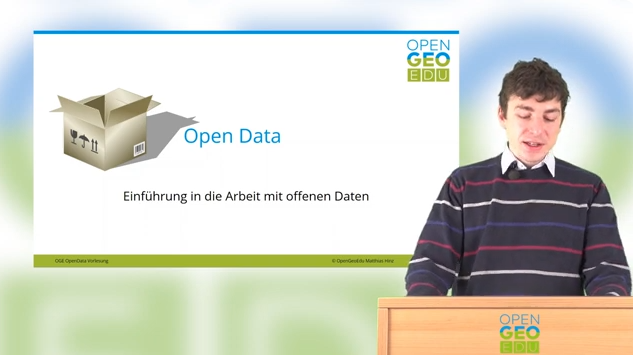 OPEN
GEO
EDU
Open Data
Einführung in die Arbeit mit offenen Daten
OGE OpenData Vorlesung
© OpenGeoEdu Matthias Hinz
OPEN
GEO
EDU